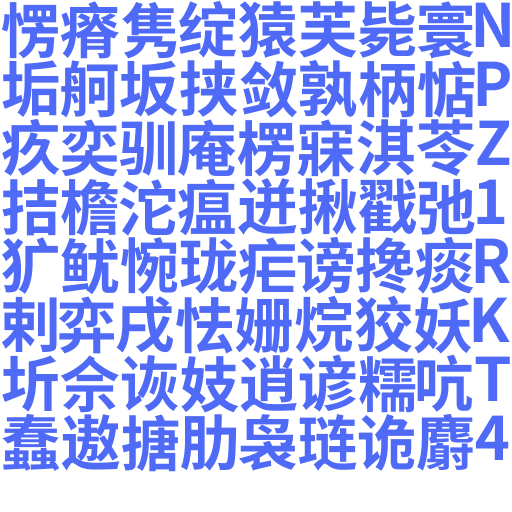 愣瘠隽绽猿芙毙寰N
垢舸坂挟敛孰柄惦P
疚奕驯庵楞寐淇苓Z
拮檐沱瘟迸揪戳弛1
犷鱿惋珑疟谤搀痰R
剌弈戌怯姗烷狡妖K
圻佘诙妓逍谚糯吭T
蠢遨搪肋袅琏诡麝4